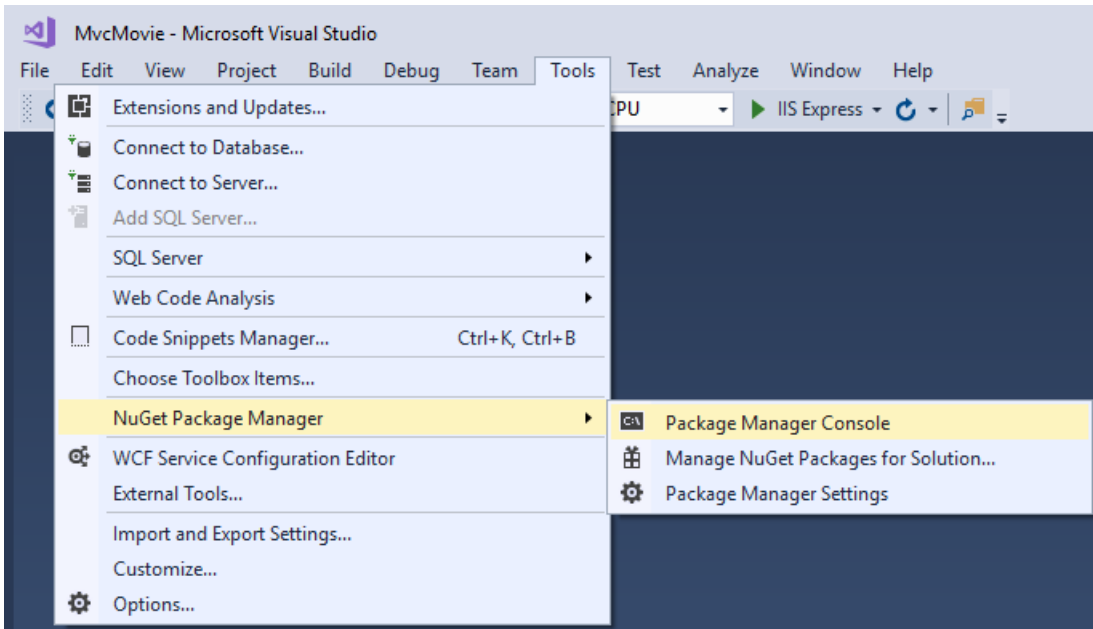 MvcMovie - Microsoft Visual Studio
File Edit View Project Build Debug Team Tools Test Analyze Window Help
CPU IIS Express
Extensions and Updates...
Connect to Database...
Connect to Server...
Add SQL Server...
SQL Server
Web Code Analysis
Code Snippets Manager... Ctrl+K, Ctrl+B
Choose Toolbox Items...
NuGet Package Manager
WCF Service Configuration Editor
External Tools...
Import and Export Settings...
Customize...
Options...
C:\
Package Manager Console
Manage NuGet Packages for Solution...
Package Manager Settings